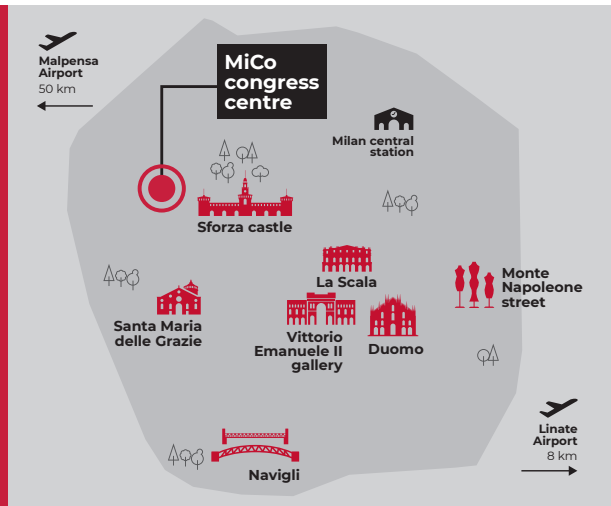 Malpensa
Airport
50 km
MiCo
congress
centre
Milan central
station
Sforza castle
La Scala
Monte
Napoleone
street
Santa Maria
delle Grazie
Vittorio
Emanuele II
gallery
Duomo
Linate
Airport
8 km
Navigli